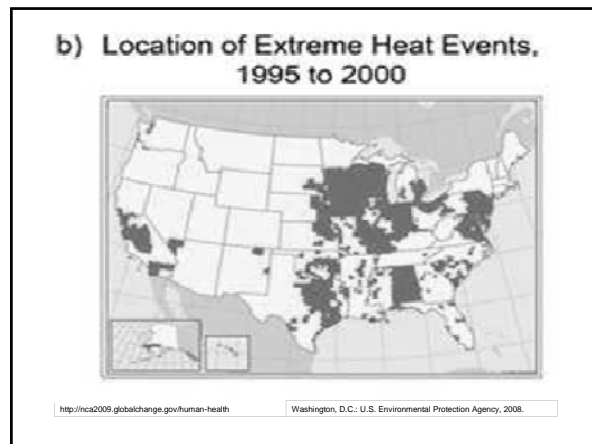 b) Location of Extreme Heat Events,
1995 to 2000
http://nca2009.globalchange.gov/human-health
Washington, D.C.: U.S. Environmental Protection Agency, 2008.